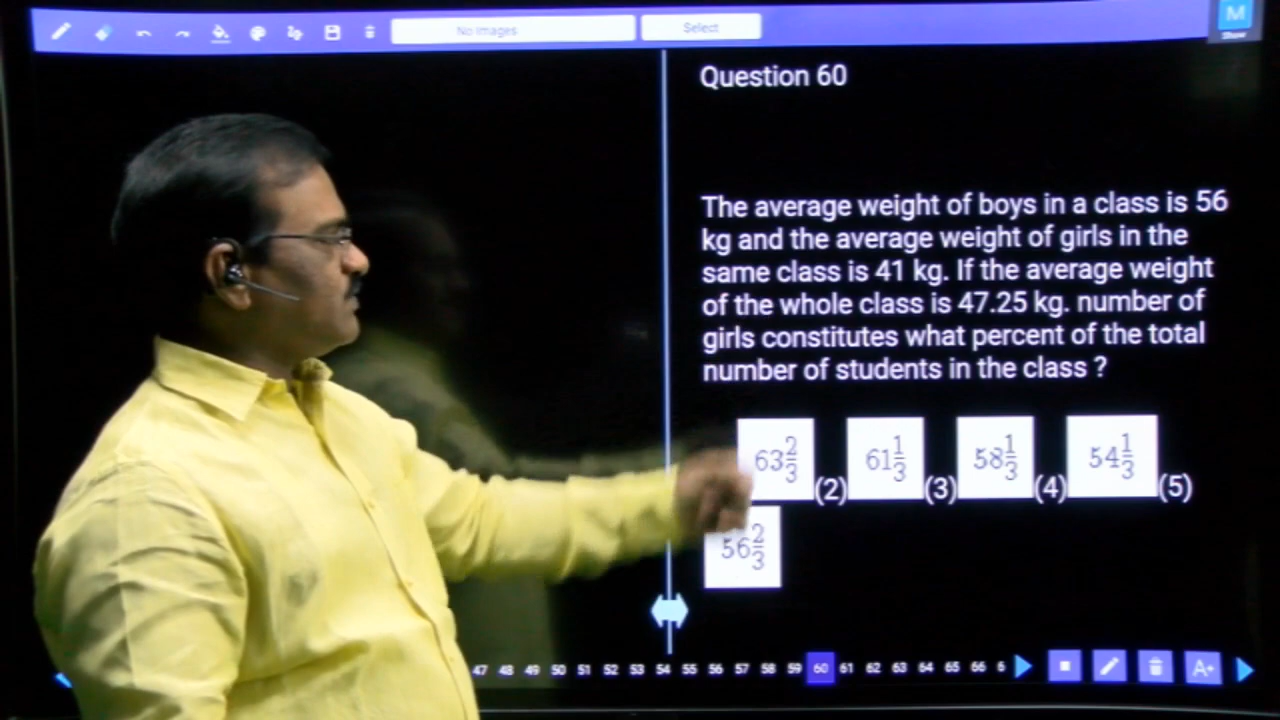 No images
Select
M
Show
Question 60
The average weight of boys in a class is 56
kg and the average weight of girls in the
same class is 41 kg. If the average weight
of the whole class is 47.25 kg. number of
girls constitutes what percent of the total
number of students in the class ?
63 2/3 (2) 61 1/3 (3) 58 1/3 (4) 54 1/3 (5)
56 2/3
47 48 49 50 51 52 53 54 55 56 57 58 59 60 61 62 63 64 65 66 6
A+